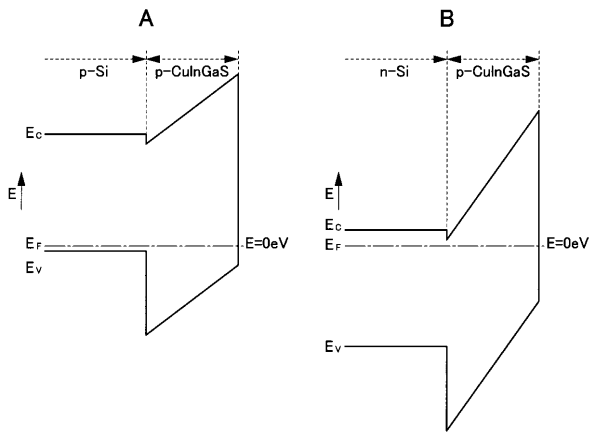 A
p-Si
p-CuInGaS
Ec
E
EF
E=0eV
Ev
B
n-Si
p-CuInGaS
E
Ec
EF
E=0eV
Ev